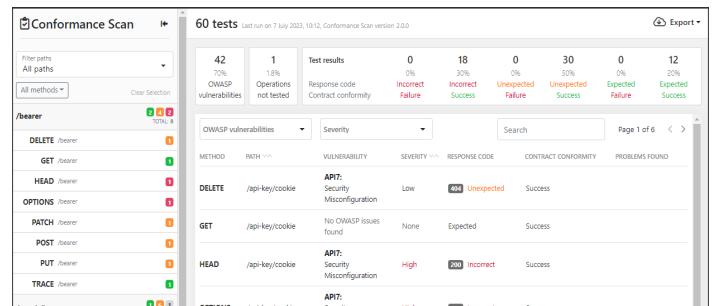 Conformance Scan
60 tests Last run on 7 July 2023, 10:12, Conformance Scan version 2.0.0
Export
Filter paths
All paths
All methods
Clear Selection
/bearer 2 4 2
TOTAL: 8
DELETE /bearer 1
GET /bearer 1
HEAD /bearer 1
OPTIONS /bearer 1
PATCH /bearer 1
POST /bearer 1
PUT /bearer 1
TRACE /bearer 1
42
70%
OWASP
vulnerabilities
1
1.8%
Operations
not tested
Test results
Response code
Contract conformity
0
0%
Incorrect
Failure
18
30%
Incorrect
Success
0
0%
Unexpected
Failure
30
50%
Unexpected
Success
0
0%
Expected
Failure
12
20%
Expected
Success
OWASP vulnerabilities
Severity
Search
Page 1 of 6
METHOD PATH VULNERABILITY SEVERITY RESPONSE CODE CONTRACT CONFORMITY PROBLEMS FOUND
API7:
DELETE /api-key/cookie Security Low 404 Unexpected Success
Misconfiguration
GET /api-key/cookie No OWASP issues None Expected Success
found
API7:
HEAD /api-key/cookie Security High 200 Incorrect Success
Misconfiguration
API7: